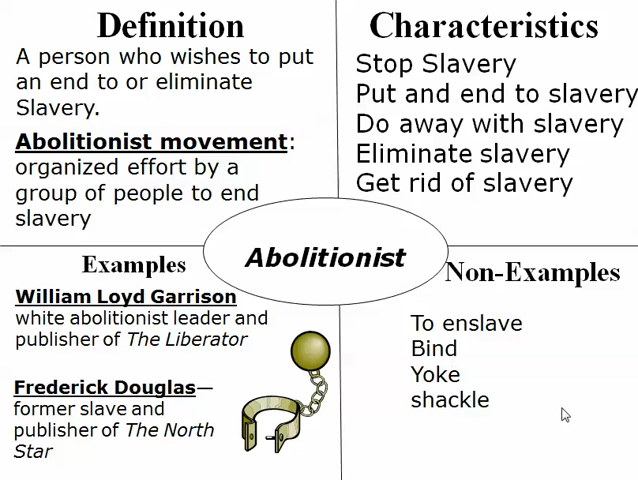 Definition
A person who wishes to put
an end to or eliminate
Slavery.
Abolitionist movement:
organized effort by a
group of people to end
slavery
Characteristics
Stop Slavery
Put and end to slavery
Do away with slavery
Eliminate slavery
Get rid of slavery
Abolitionist
Examples
William Loyd Garrison
white abolitionist leader and
publisher of The Liberator
Frederick Douglas—
former slave and
publisher of The North
Star
Non-Examples
To enslave
Bind
Yoke
shackle